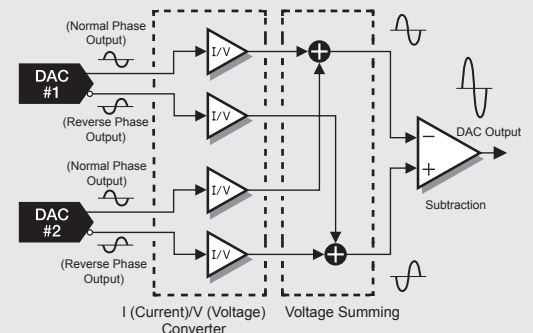 (Normal Phase
Output)
DAC
#1
(Reverse Phase
Output)
I/V
I/V
(Normal Phase
Output)
DAC
#2
(Reverse Phase
Output)
I/V
I/V
+
+
−
+
DAC Output
Subtraction
I (Current)/V (Voltage)
Converter
Voltage Summing